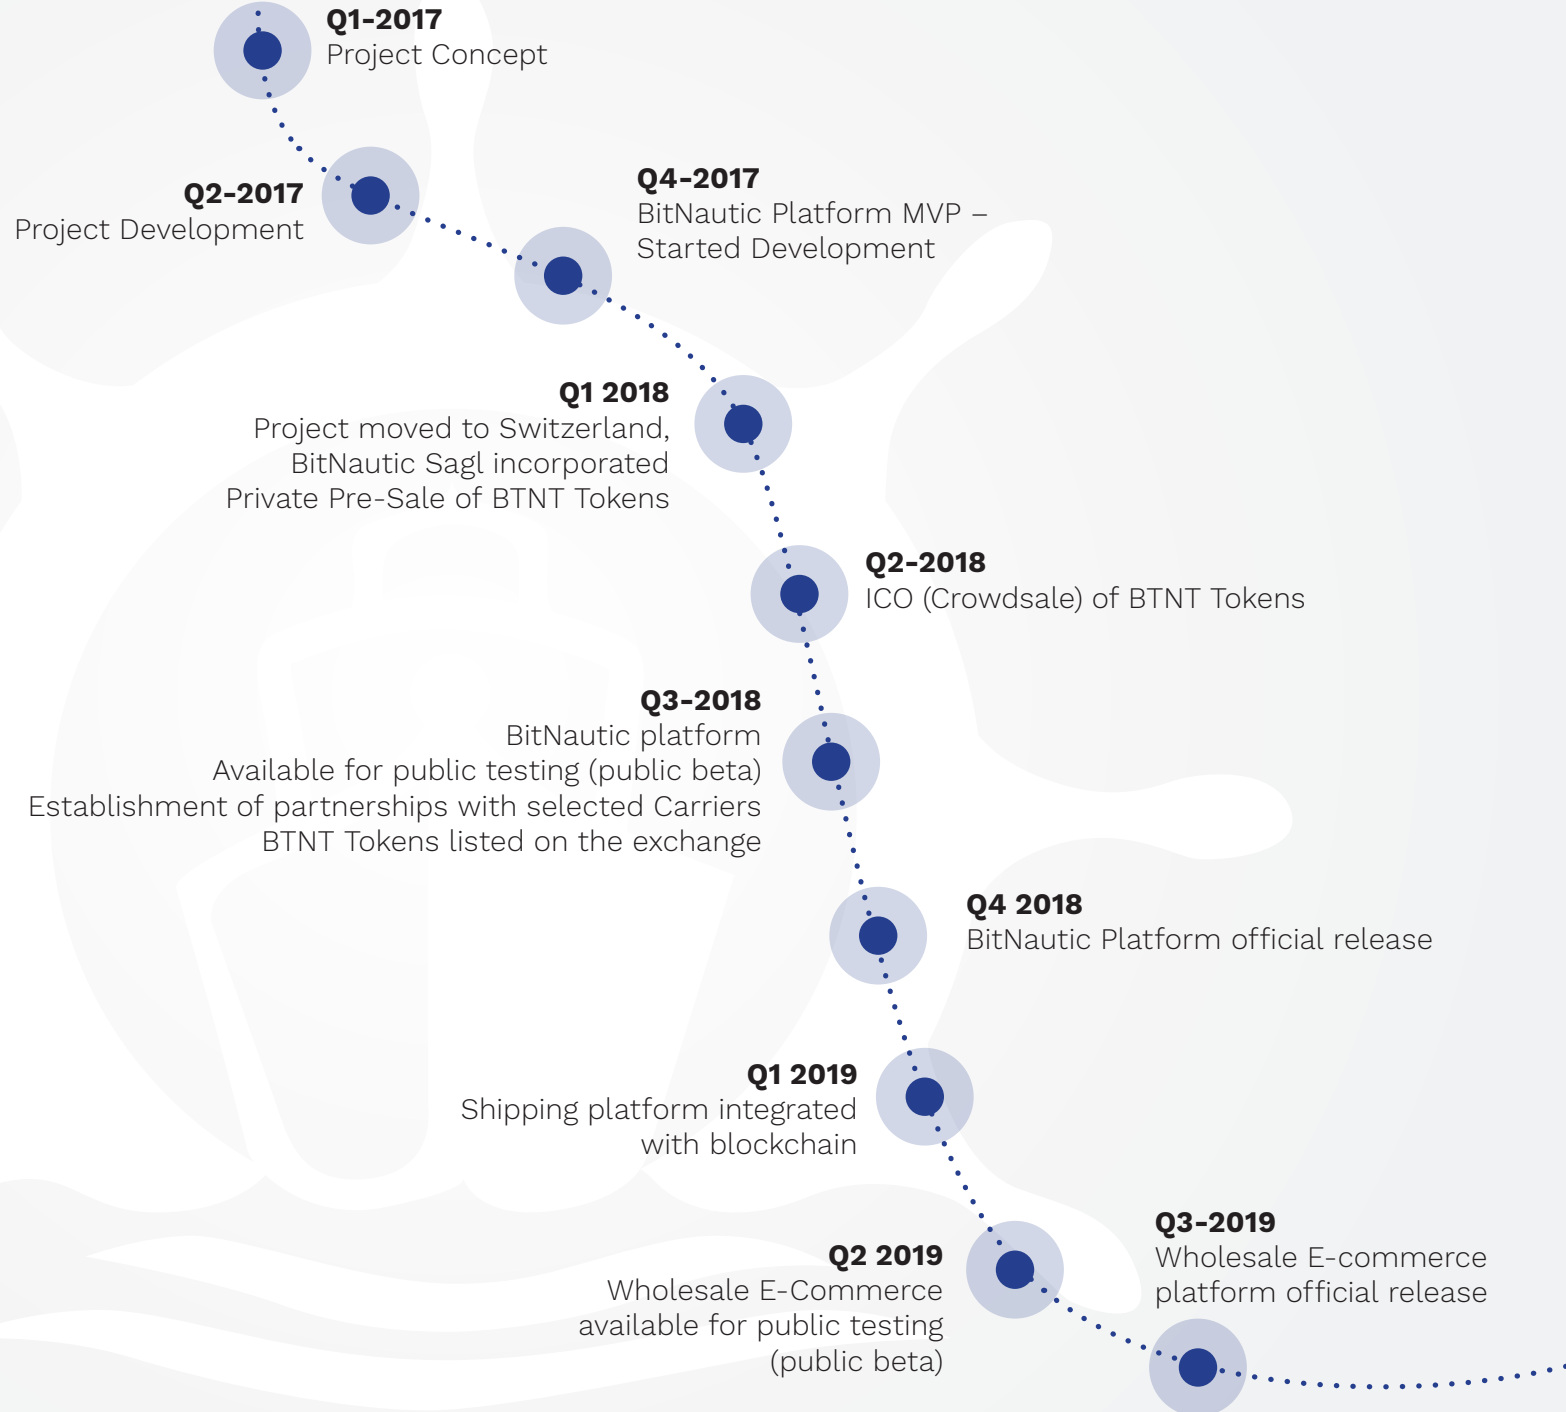 Q1-2017
Project Concept
Q2-2017
Project Development
Q4-2017
BitNautic Platform MVP –
Started Development
Q1 2018
Project moved to Switzerland,
BitNautic Sagl incorporated
Private Pre-Sale of BTNT Tokens
Q2-2018
ICO (Crowdsale) of BTNT Tokens
Q3-2018
BitNautic platform
Available for public testing (public beta)
Establishment of partnerships with selected Carriers
BTNT Tokens listed on the exchange
Q4 2018
BitNautic Platform official release
Q1 2019
Shipping platform integrated
with blockchain
Q2 2019
Wholesale E-Commerce
available for public testing
(public beta)
Q3-2019
Wholesale E-commerce
platform official release